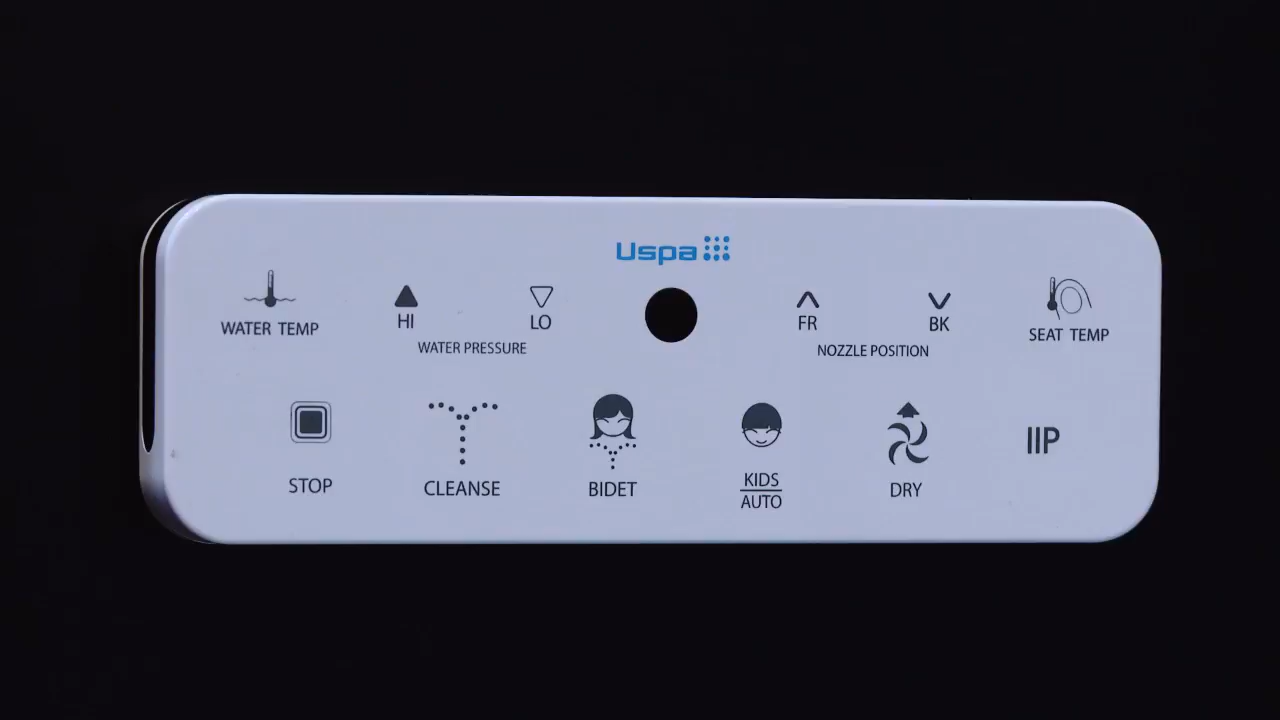 Uspa
WATER TEMP
HI
LO
WATER PRESSURE
FR
BK
NOZZLE POSITION
SEAT TEMP
STOP
CLEANSE
BIDET
KIDS
AUTO
DRY
IIP